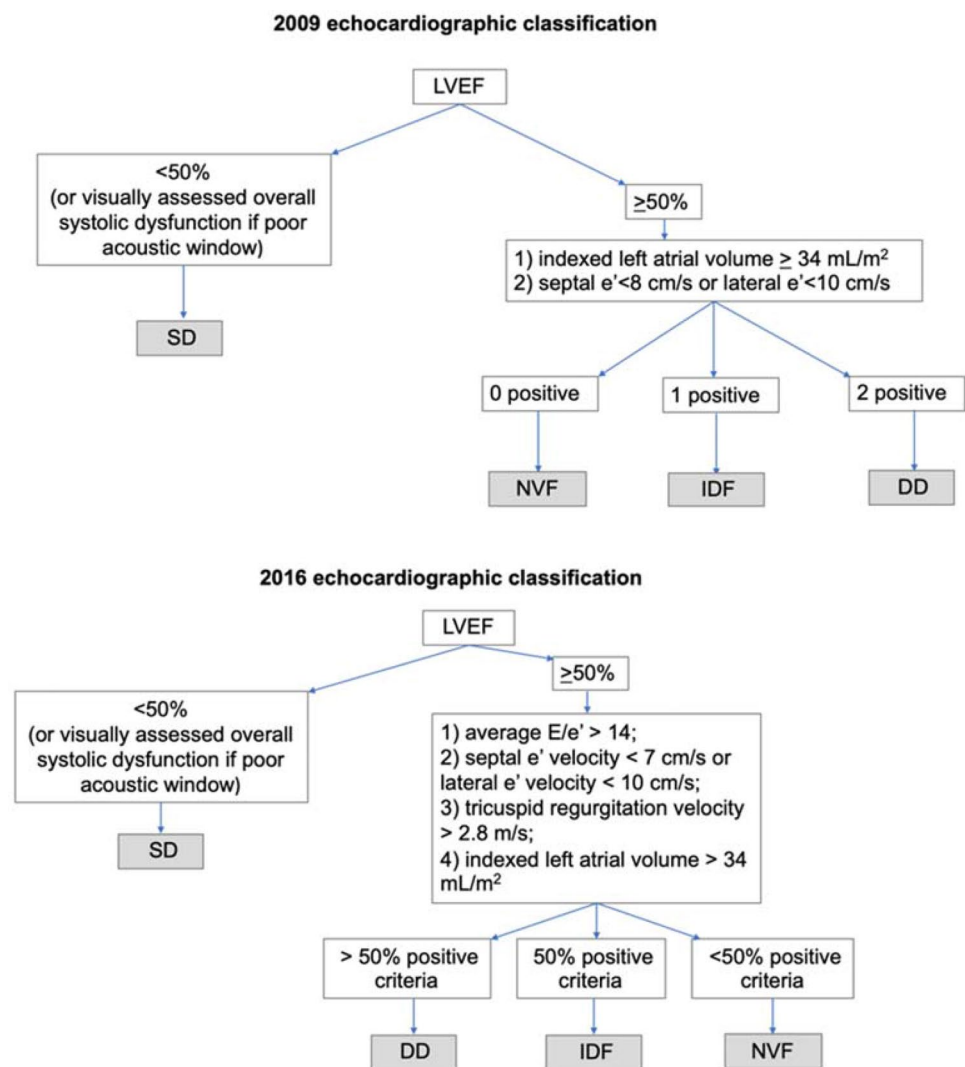 2009 echocardiographic classification
LVEF
<50%
(or visually assessed overall
systolic dysfunction if poor
acoustic window)
≥50%
1) indexed left atrial volume ≥ 34 mL/m²
2) septal e'<8 cm/s or lateral e'<10 cm/s
SD
0 positive
1 positive
2 positive
NVF
IDF
DD
2016 echocardiographic classification
LVEF
≥50%
<50%
(or visually assessed overall
systolic dysfunction if poor
acoustic window)
1) average E/e' > 14;
2) septal e' velocity < 7 cm/s or
lateral e' velocity < 10 cm/s;
3) tricuspid regurgitation velocity
> 2.8 m/s;
4) indexed left atrial volume > 34
mL/m²
SD
> 50% positive
criteria
50% positive
criteria
<50% positive
criteria
DD
IDF
NVF